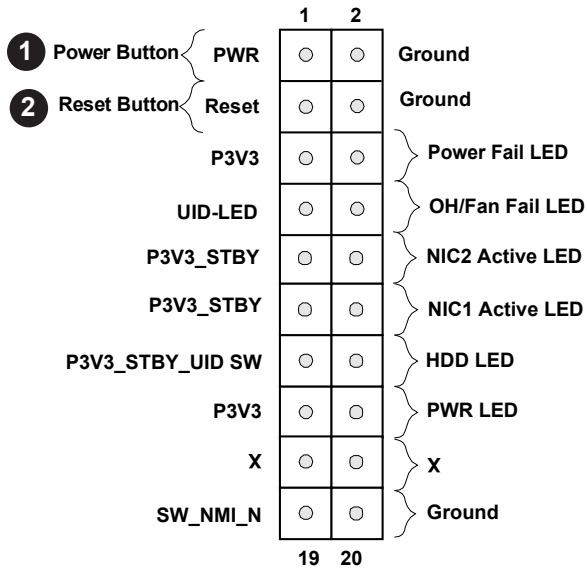 1 2
1 Power Button PWR Ground
2 Reset Button Reset Ground
P3V3 Power Fail LED
UID-LED OH/Fan Fail LED
P3V3_STBY NIC2 Active LED
P3V3_STBY NIC1 Active LED
P3V3_STBY_UID SW HDD LED
P3V3 PWR LED
X X
SW_NMI_N Ground
19 20